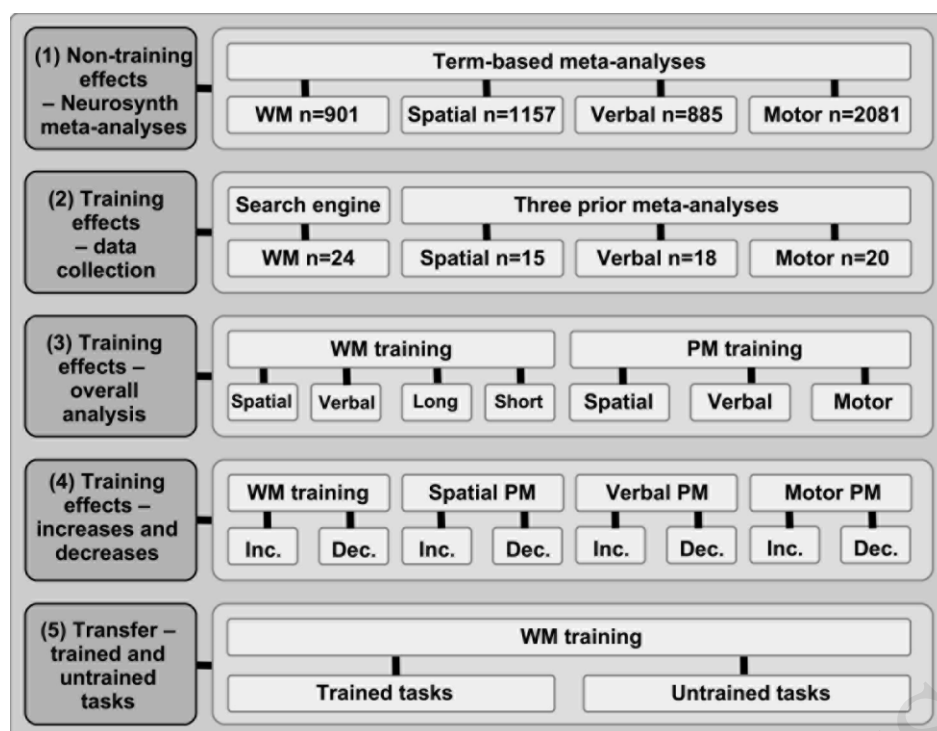 (1) Non-training
effects
– Neurosynth
meta-analyses
Term-based meta-analyses
WM n=901
Spatial n=1157
Verbal n=885
Motor n=2081
(2) Training
effects
– data
collection
Search engine
Three prior meta-analyses
WM n=24
Spatial n=15
Verbal n=18
Motor n=20
(3) Training
effects –
overall
analysis
WM training
PM training
Spatial
Verbal
Long
Short
Spatial
Verbal
Motor
(4) Training
effects –
increases and
decreases
WM training
Spatial PM
Verbal PM
Motor PM
Inc.
Dec.
Inc.
Dec.
Inc.
Dec.
Inc.
Dec.
(5) Transfer –
trained and
untrained
tasks
WM training
Trained tasks
Untrained tasks